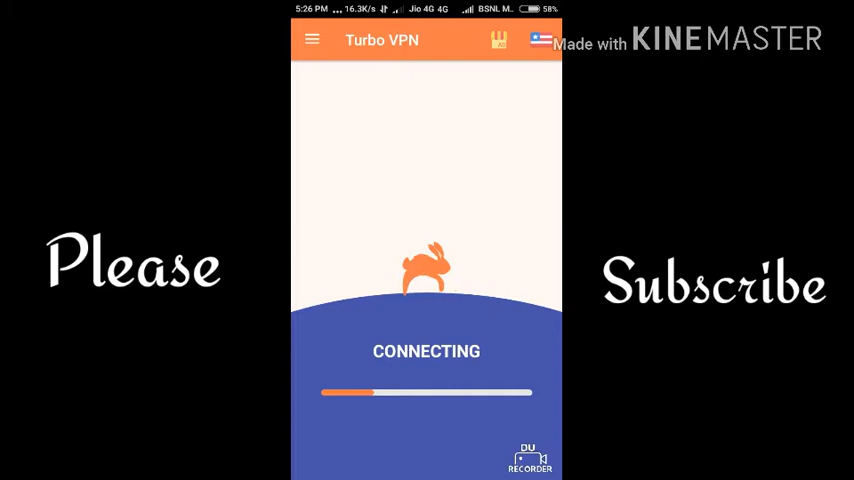 5:26 PM ... 16.3K/s Jio 4G 4G BSNL M.. 58%
Turbo VPN
Made with KINEMASTER
Please
Subscribe
CONNECTING
DU
RECORDER